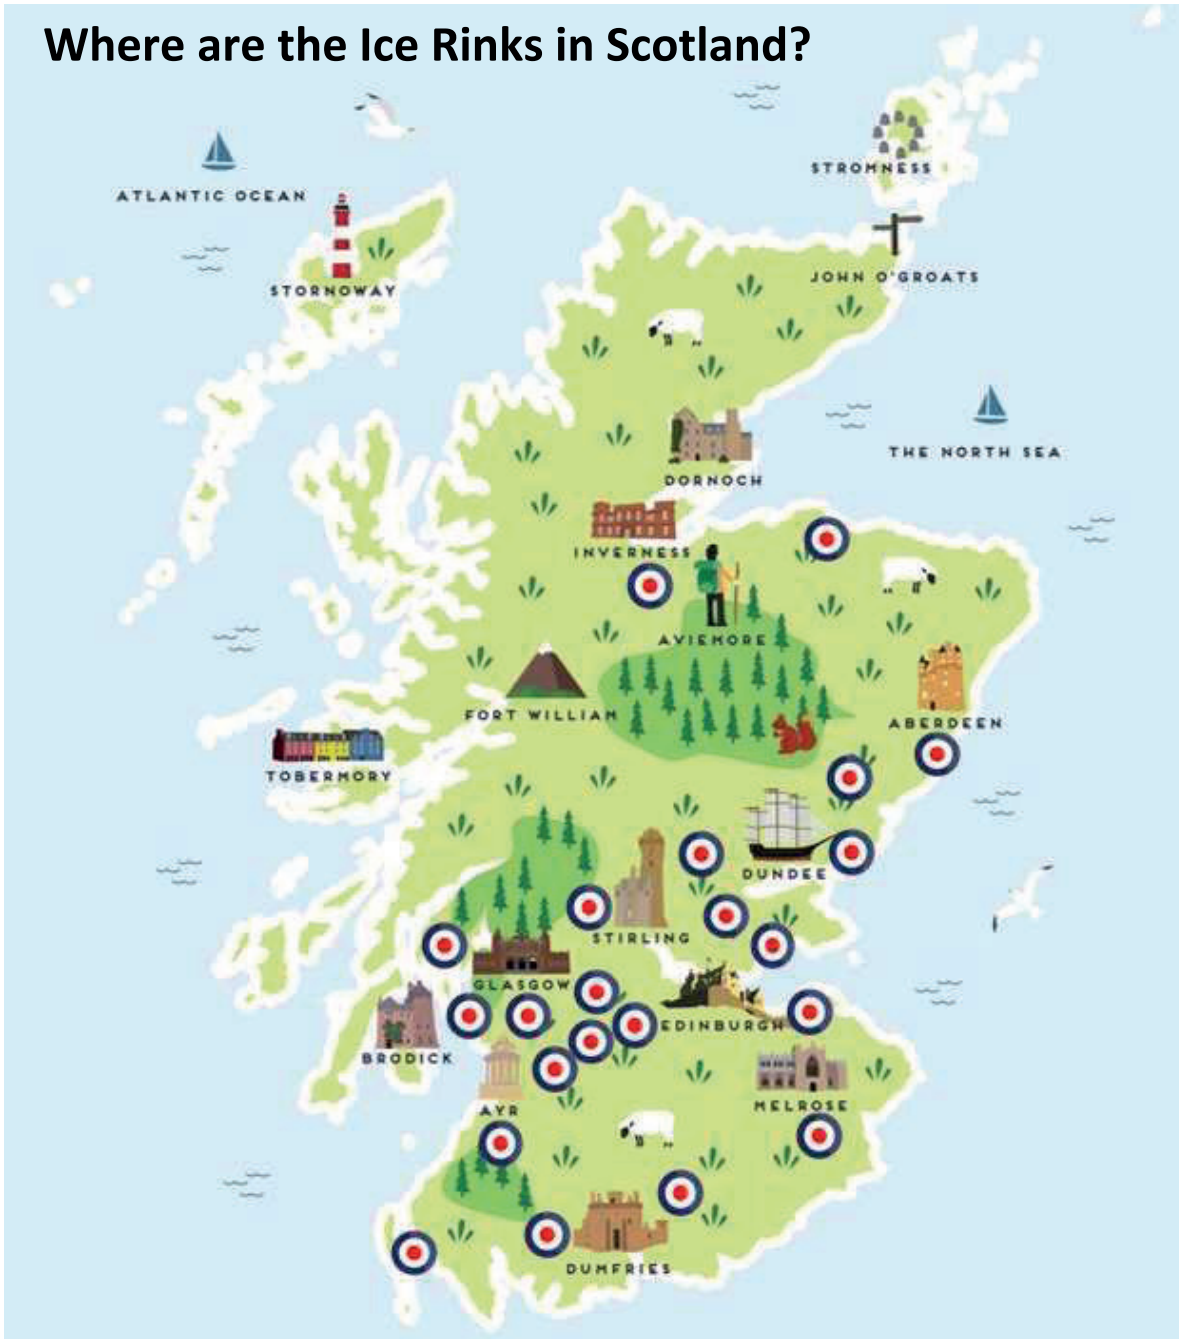 Where are the Ice Rinks in Scotland?
STROMNESS
ATLANTIC OCEAN
JOHN O'GROATS
STORNOWAY
THE NORTH SEA
DORNOCH
INVERNESS
AVIEMORE
FORT WILLIAM
ABERDEEN
TOBERMORY
DUNDEE
STIRLING
GLASGOW
EDINBURGH
BRODICK
MELROSE
AYR
DUMFRIES